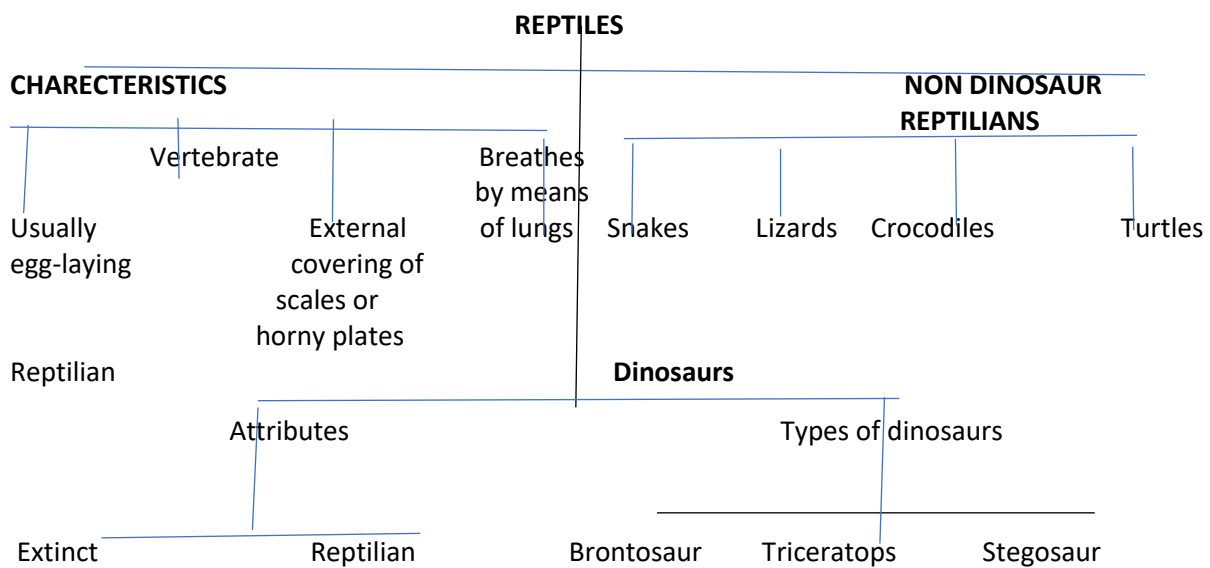 REPTILES
CHARECTERISTICS
NON DINOSAUR
REPTILIANS
Vertebrate
Breathes
by means
of lungs
Usually
egg-laying
External
covering of
scales or
horny plates
Snakes
Lizards
Crocodiles
Turtles
Reptilian
Dinosaurs
Attributes
Types of dinosaurs
Extinct
Reptilian
Brontosaur
Triceratops
Stegosaur